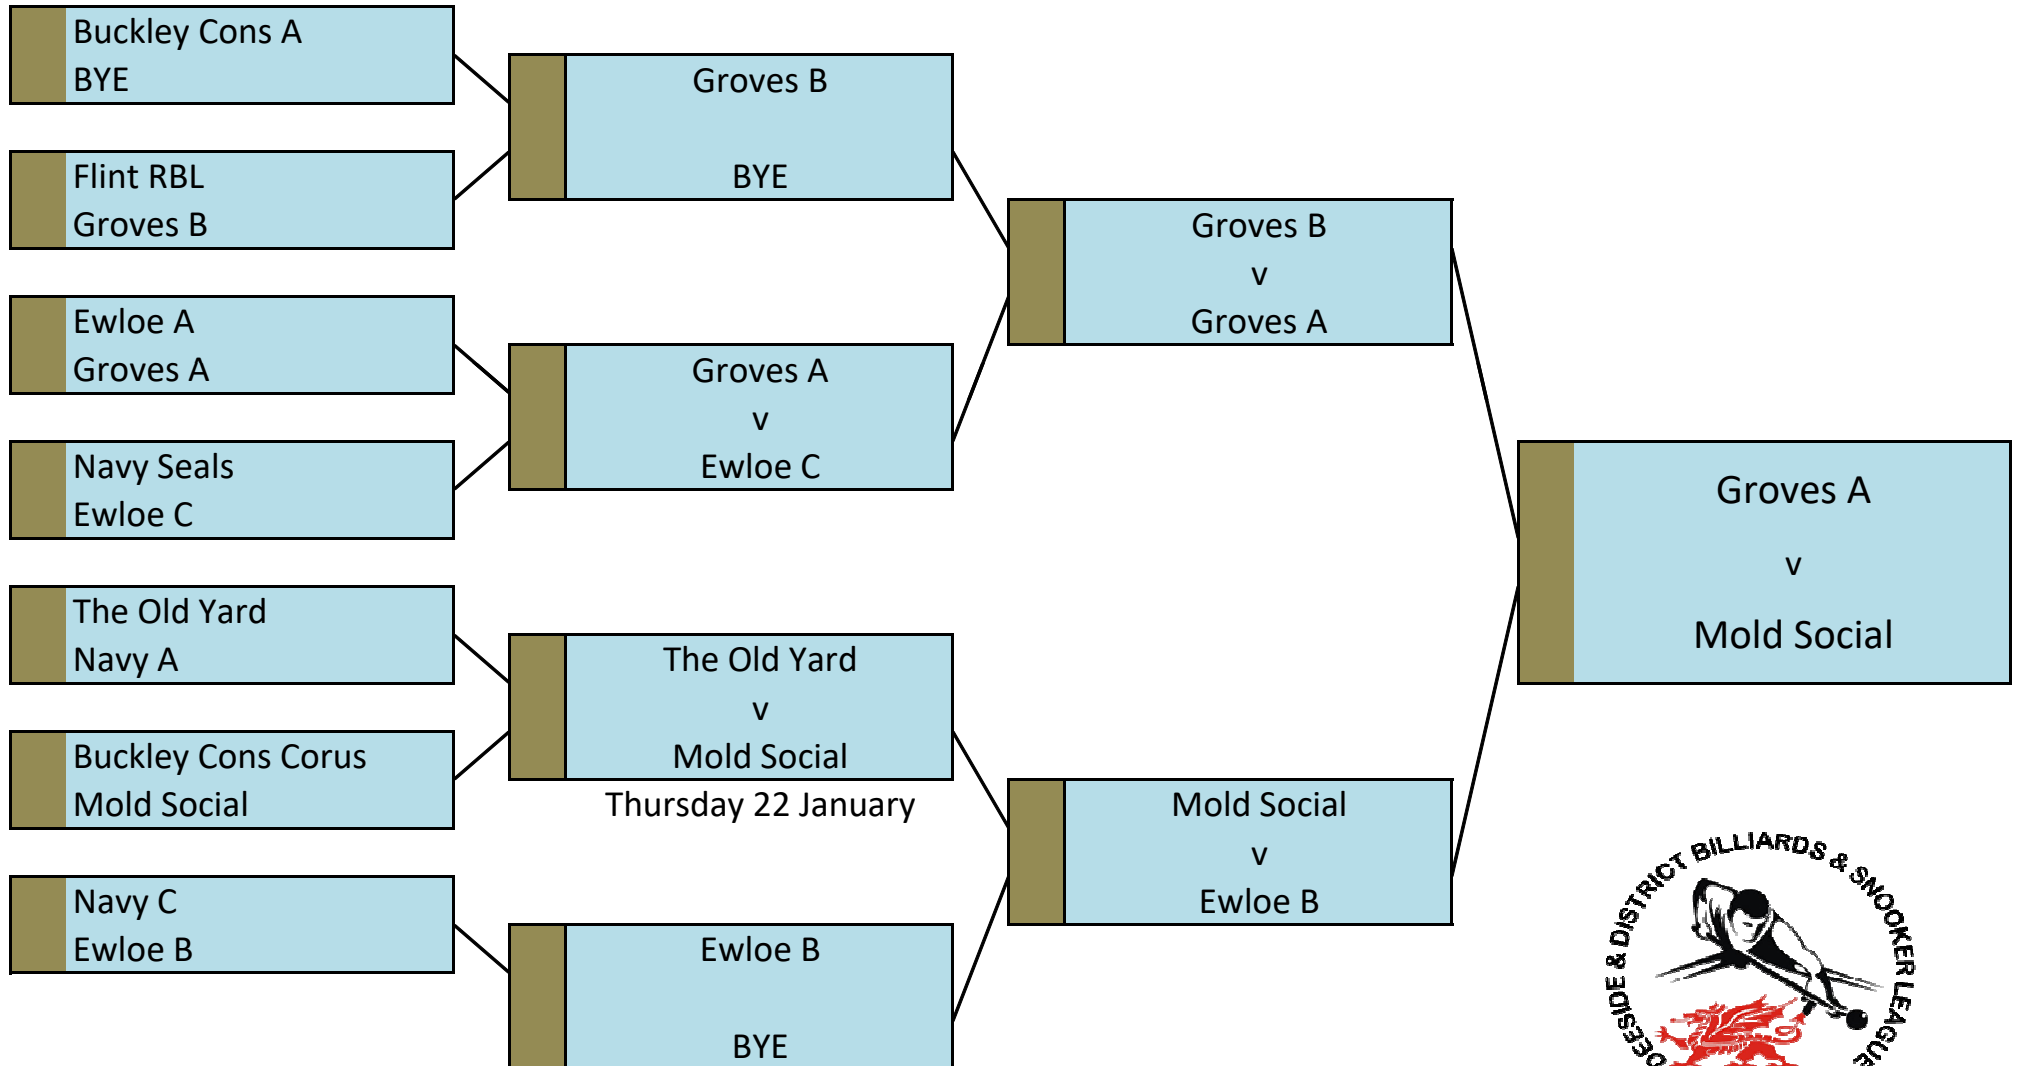 Buckley Cons A
BYE
Flint RBL
Groves B
Ewloe A
Groves A
Navy Seals
Ewloe C
The Old Yard
Navy A
Buckley Cons Corus
Mold Social
Navy C
Ewloe B
Groves B
BYE
Groves A
v
Ewloe C
The Old Yard
v
Mold Social
Thursday 22 January
Ewloe B
BYE
Groves B
v
Groves A
Mold Social
v
Ewloe B
Groves A
v
Mold Social
DEESIDE & DISTRICT BILLIARDS & SNOOKER LEAGUE